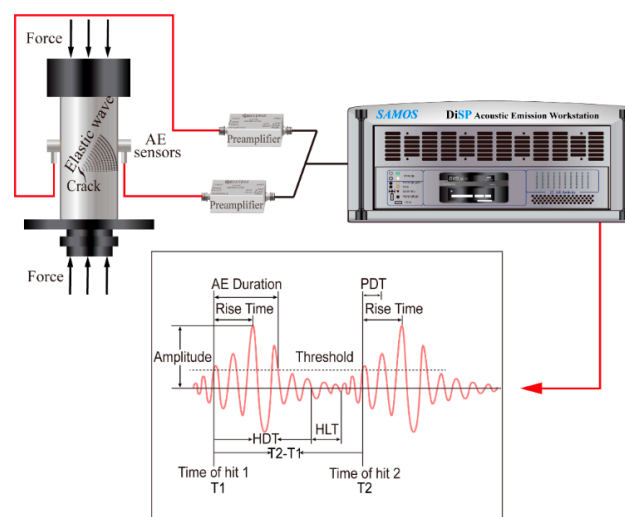 Force
Elastic wave
AE
sensors
Crack
Force
Preamplifier
Preamplifier
SAMOS DiSP Acoustic Emission Workstation
AE Duration
PDT
Rise Time
Rise Time
Amplitude
Threshold
HDT
HLT
T2-T1
Time of hit 1
T1
Time of hit 2
T2